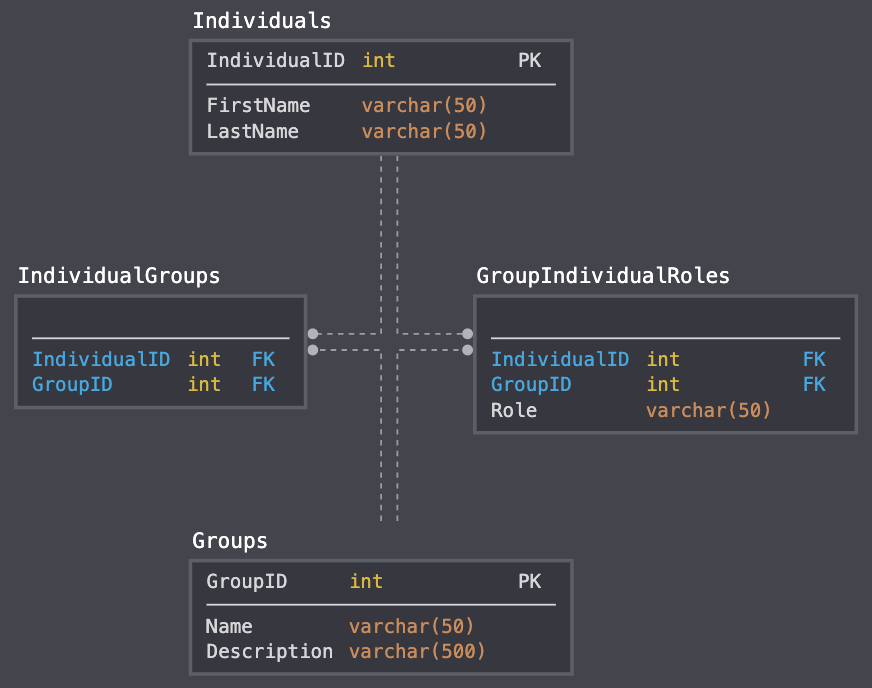 Individuals
IndividualID int PK
FirstName varchar(50)
LastName varchar(50)
IndividualGroups
IndividualID int FK
GroupID int FK
GroupIndividualRoles
IndividualID int FK
GroupID int FK
Role varchar(50)
Groups
GroupID int PK
Name varchar(50)
Description varchar(500)